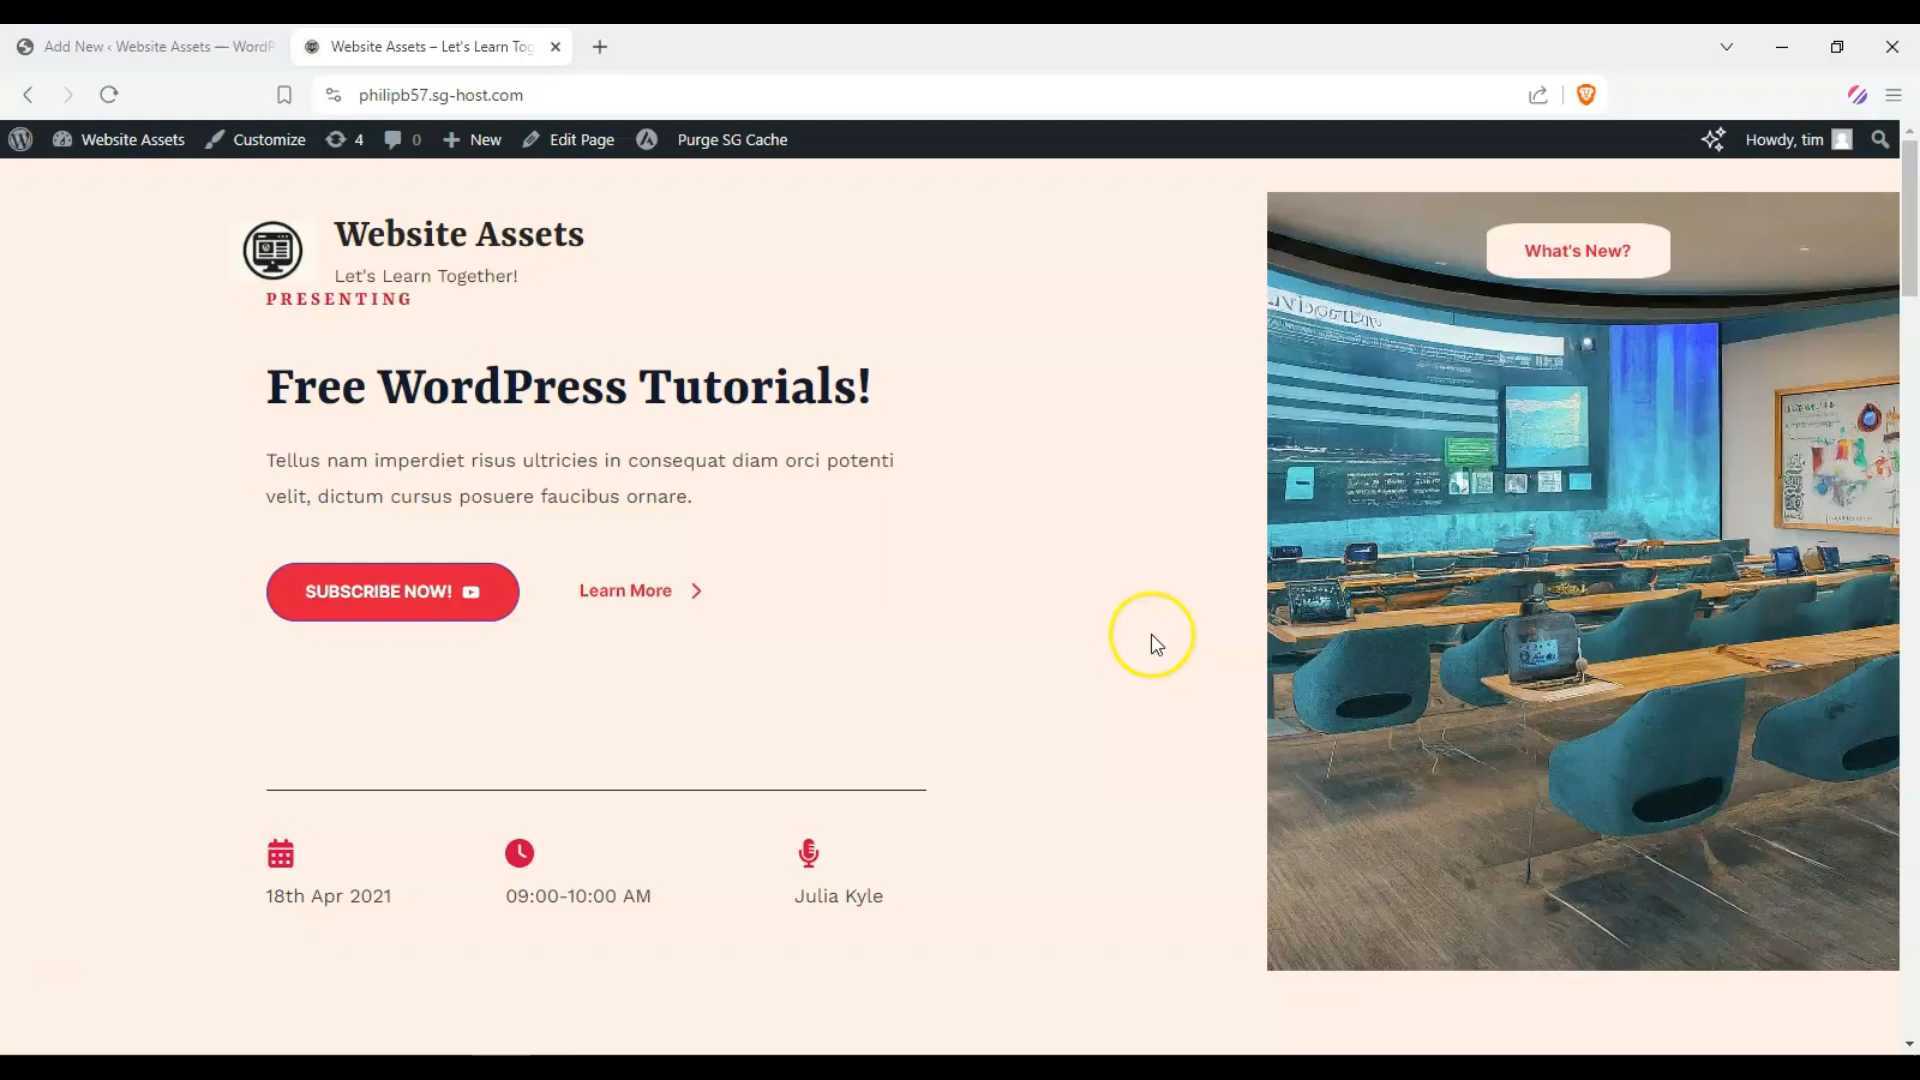 Add New ‹ Website Assets — WordP
Website Assets – Let's Learn Tog
philipb57.sg-host.com
Website Assets
Customize
4
0
New
Edit Page
Purge SG Cache
Howdy, tim
Website Assets
Let's Learn Together!
What's New?
PRESENTING
Free WordPress Tutorials!
Tellus nam imperdiet risus ultricies in consequat diam orci potenti
velit, dictum cursus posuere faucibus ornare.
SUBSCRIBE NOW!
Learn More
18th Apr 2021
09:00-10:00 AM
Julia Kyle